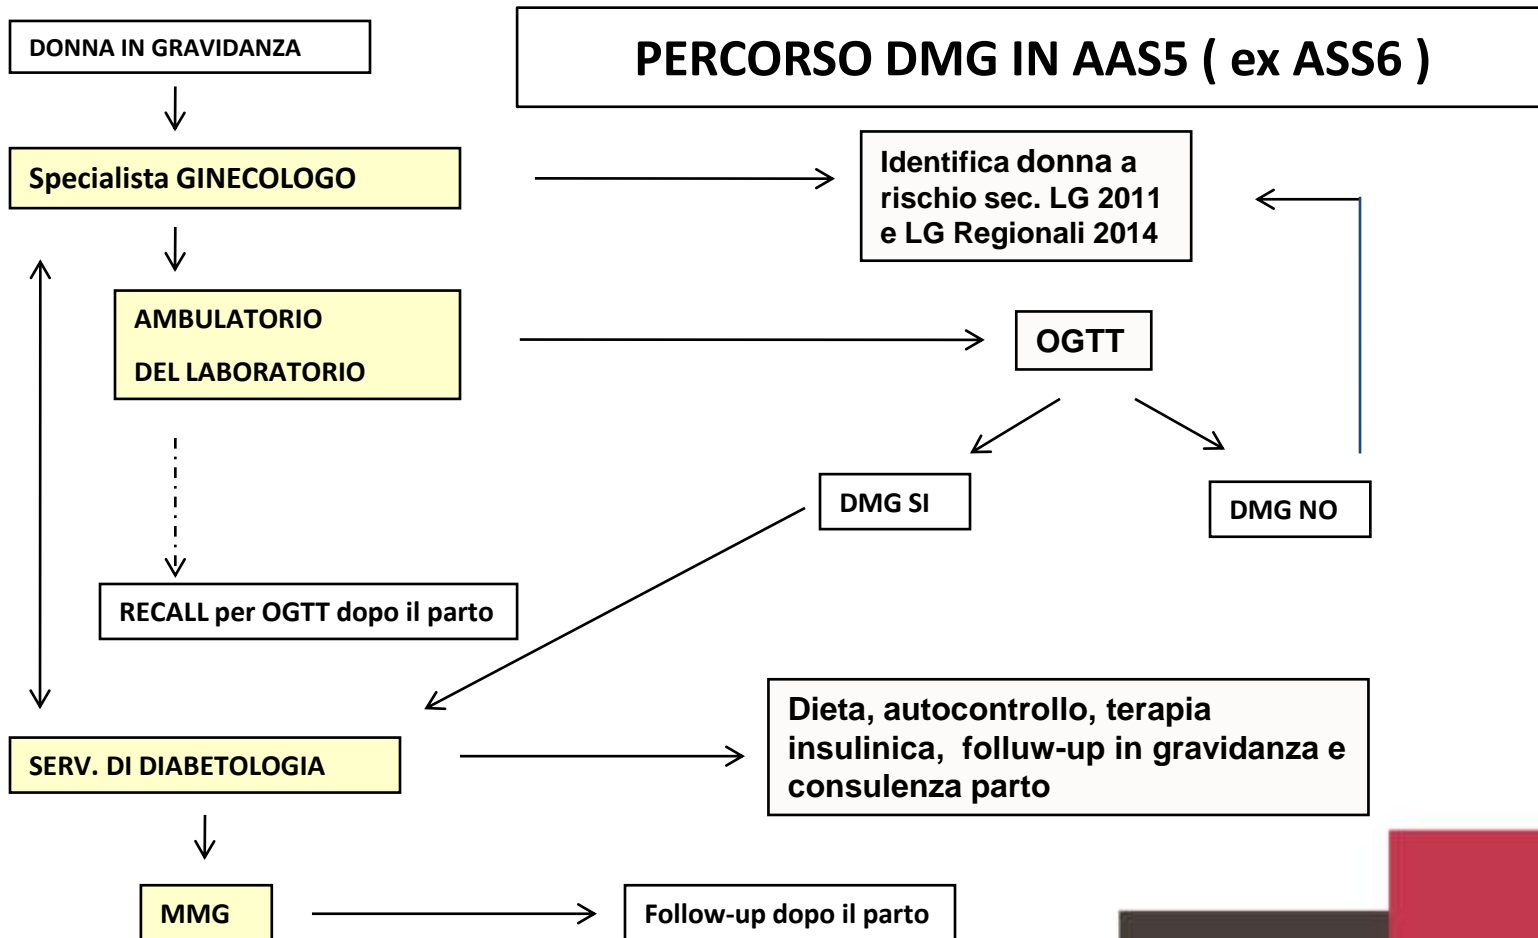 DONNA IN GRAVIDANZA
PERCORSO DMG IN AAS5 ( ex ASS6 )
Specialista GINECOLOGO
Identifica donna a
rischio sec. LG 2011
e LG Regionali 2014
AMBULATORIO
DEL LABORATORIO
OGTT
DMG SI
DMG NO
RECALL per OGTT dopo il parto
SERV. DI DIABETOLOGIA
Dieta, autocontrollo, terapia
insulinica, folluw-up in gravidanza e
consulenza parto
MMG
Follow-up dopo il parto